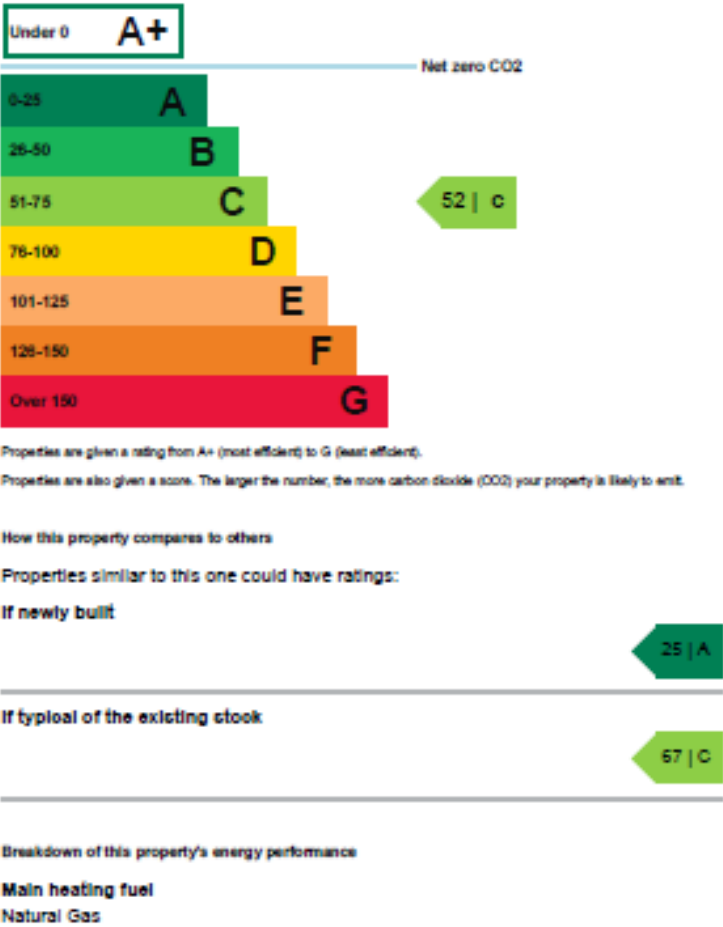 Under 0 A+
Net zero CO2
0-25 A
26-50 B
51-75 C
52 | C
76-100 D
101-125 E
126-150 F
Over 150 G
Properties are given a rating from A+ (most efficient) to G (least efficient).
Properties are also given a score. The larger the number, the more carbon dioxide (CO2) your property is likely to emit.
How this property compares to others
Properties similar to this one could have ratings:
If newly built
25 | A
If typical of the existing stock
67 | C
Breakdown of this property's energy performance
Main heating fuel
Natural Gas